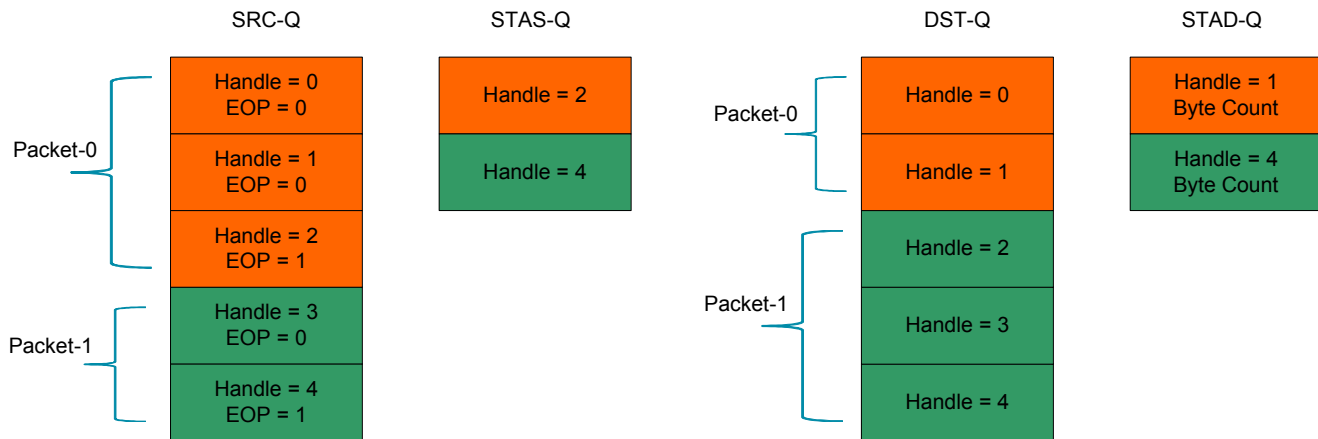 SRC-Q
STAS-Q
DST-Q
STAD-Q
Packet-0
Handle = 0
EOP = 0
Handle = 1
EOP = 0
Handle = 2
EOP = 1
Packet-1
Handle = 3
EOP = 0
Handle = 4
EOP = 1
Handle = 2
Handle = 4
Packet-0
Handle = 0
Handle = 1
Packet-1
Handle = 2
Handle = 3
Handle = 4
Handle = 1
Byte Count
Handle = 4
Byte Count